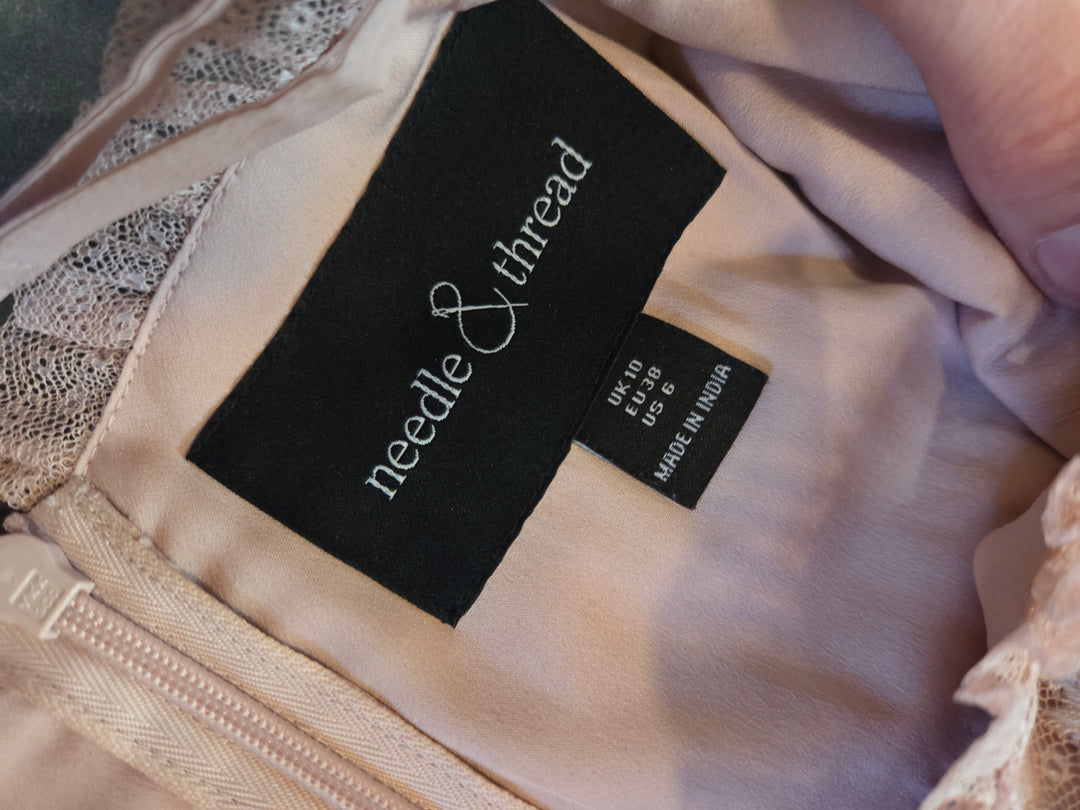 needle & thread
UK 10
EU 38
US 6
MADE IN INDIA